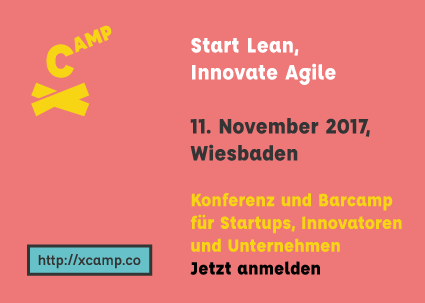 CAMP
Start Lean,
Innovate Agile
11. November 2017,
Wiesbaden
Konferenz und Barcamp
für Startups, Innovatoren
und Unternehmen
Jetzt anmelden
http://xcamp.co